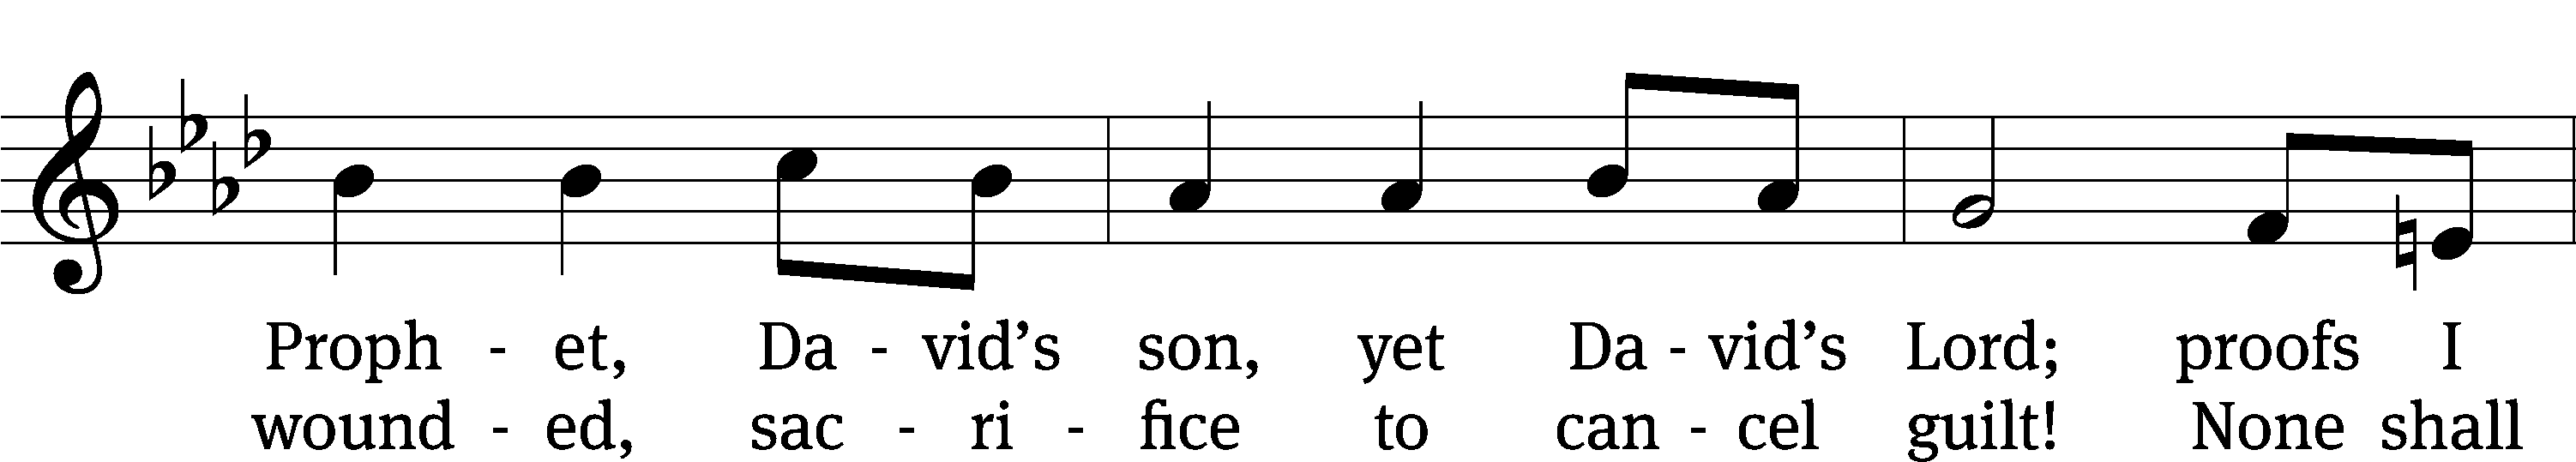 Proph - et, Da - vid’s son, yet Da - vid’s Lord; proofs I
wound - ed, sac - ri - fice to can - cel guilt! None shall